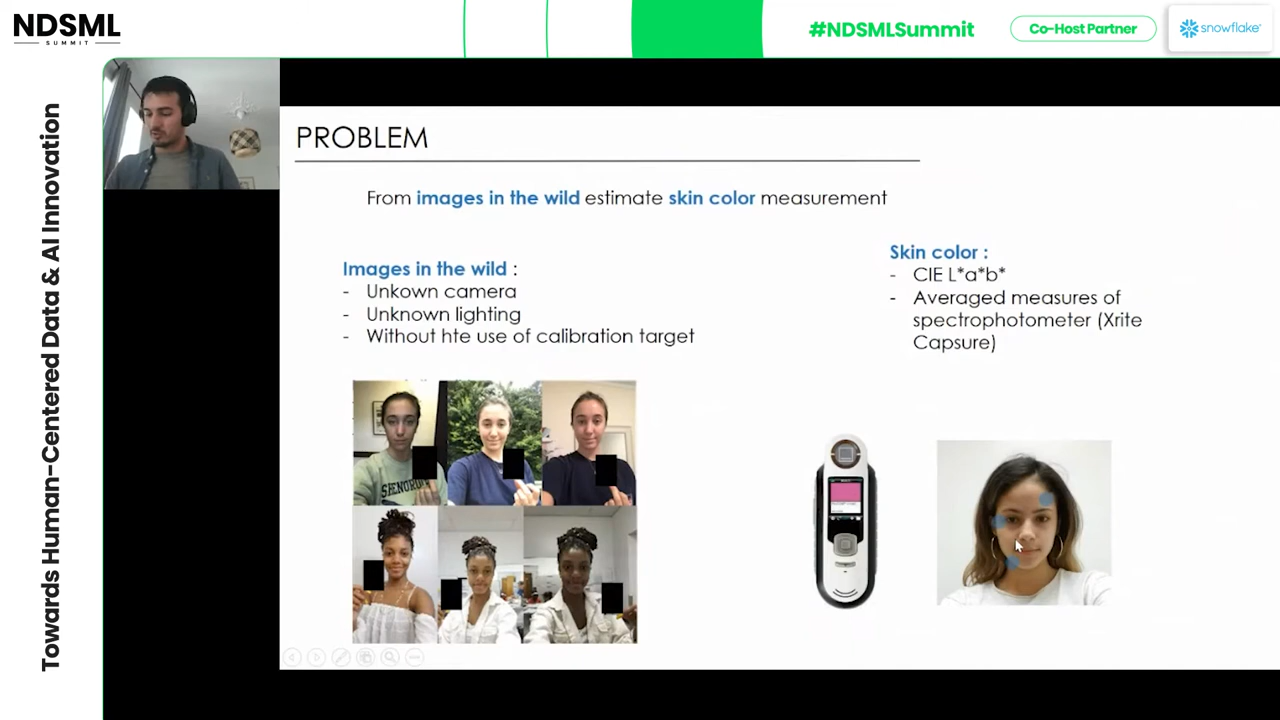 NDSML
SUMMIT
#NDSMLSummit
Co-Host Partner
snowflake
Towards Human-Centered Data & AI Innovation
PROBLEM
From images in the wild estimate skin color measurement
Images in the wild :
- Unkown camera
- Unknown lighting
- Without hte use of calibration target
Skin color :
- CIE L*a*b*
- Averaged measures of
spectrophotometer (Xrite
Capsure)